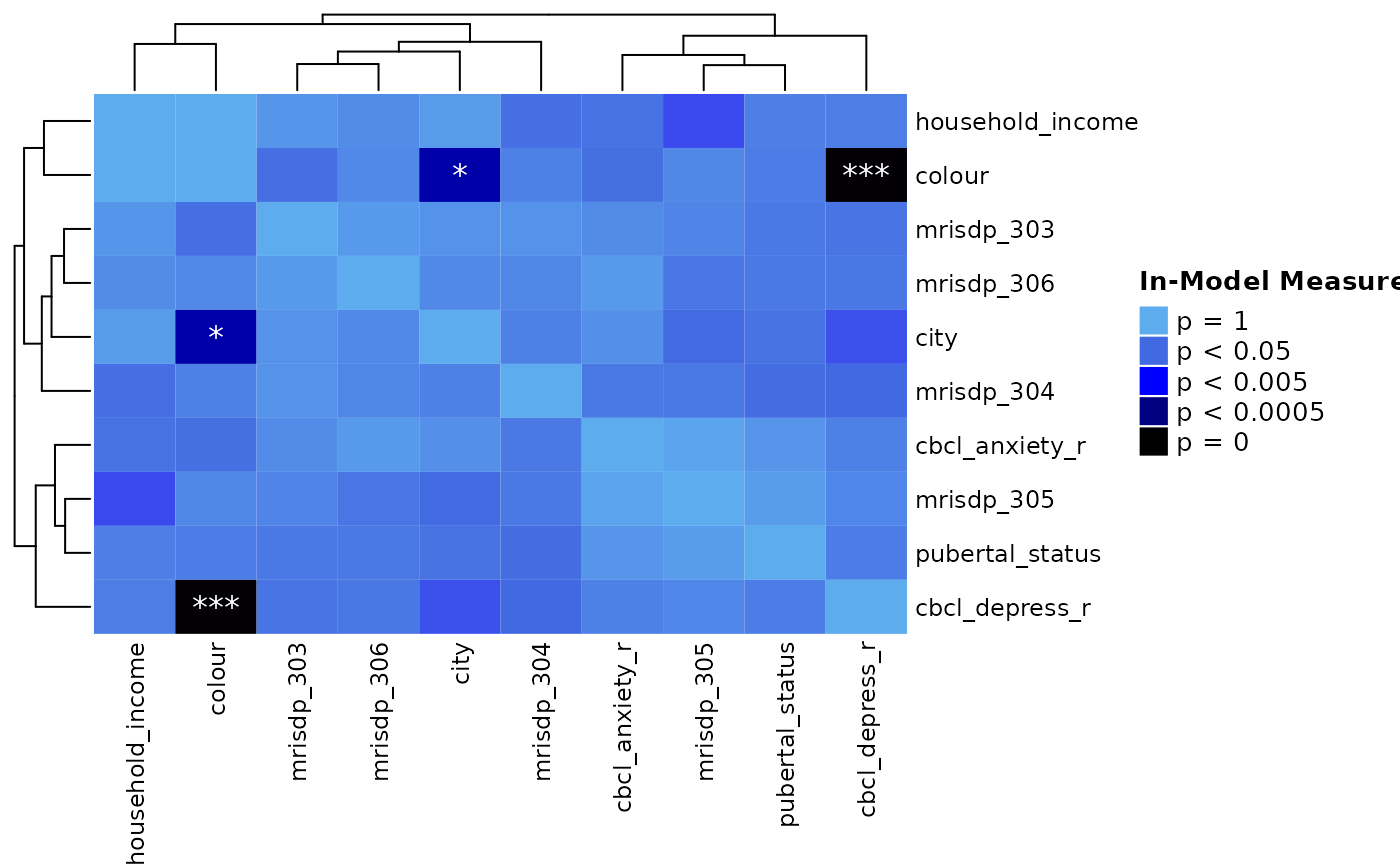 household_income
* *** colour
mrisdp_303
mrisdp_306
* city
mrisdp_304
cbcl_anxiety_r
mrisdp_305
pubertal_status
*** cbcl_depress_r
household_income
colour
mrisdp_303
mrisdp_306
city
mrisdp_304
cbcl_anxiety_r
mrisdp_305
pubertal_status
cbcl_depress_r
In-Model Measure
p = 1
p < 0.05
p < 0.005
p < 0.0005
p = 0